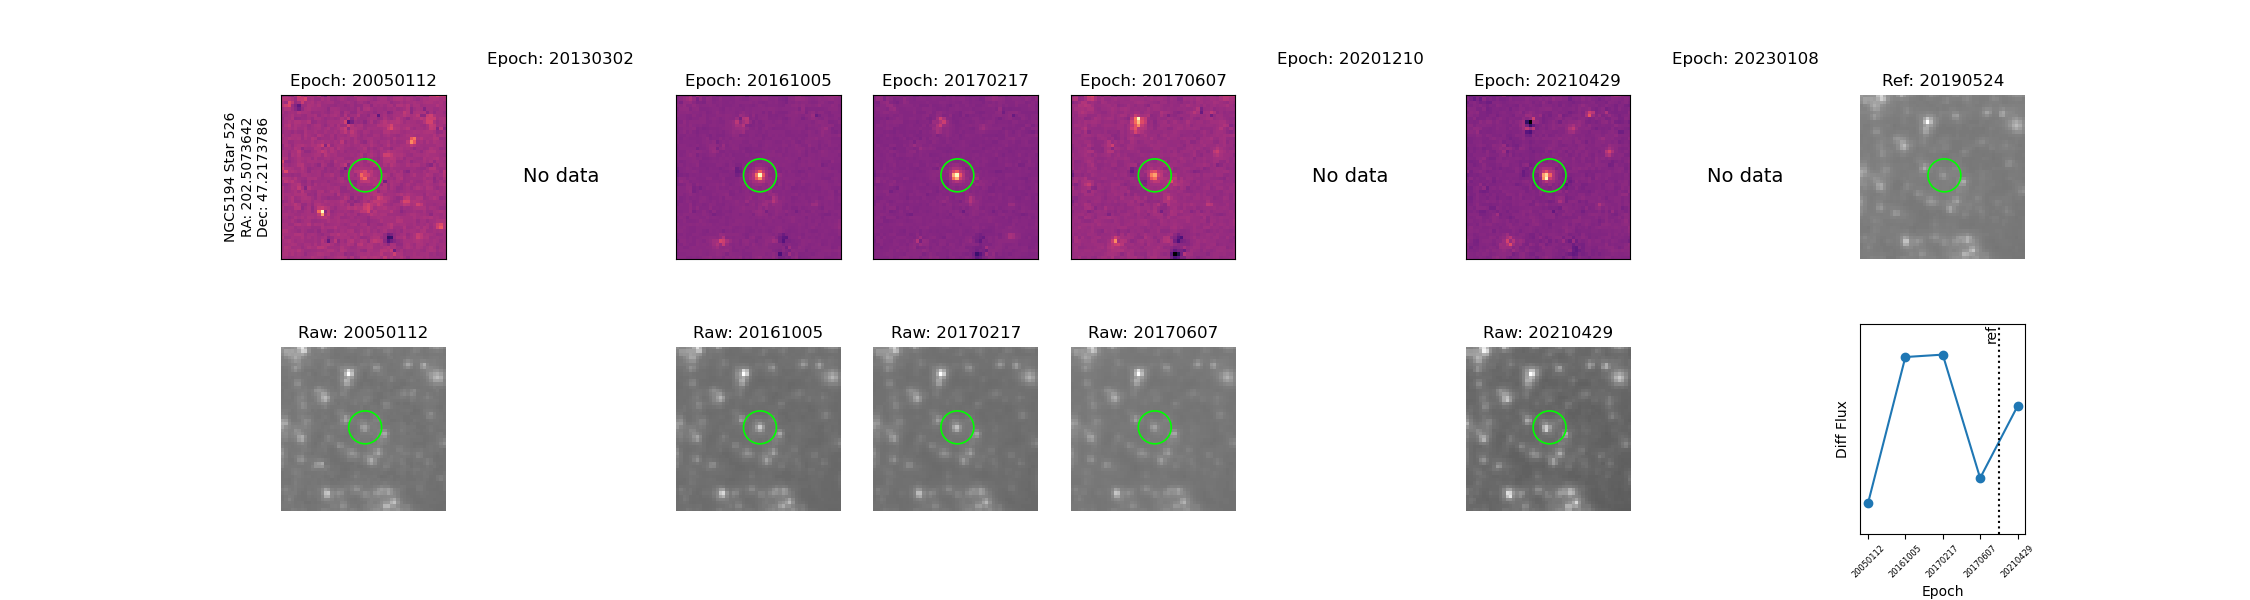 Epoch: 20050112
Epoch: 20130302
Epoch: 20161005
Epoch: 20170217
Epoch: 20170607
Epoch: 20201210
Epoch: 20210429
Epoch: 20230108
Ref: 20190524
NGC5194 Star 526
RA: 202.5073642
Dec: 47.2173786
No data
No data
No data
Raw: 20050112
Raw: 20161005
Raw: 20170217
Raw: 20170607
Raw: 20210429
ref
Diff Flux
20050112
20161005
20170217
20170607
20210429
Epoch